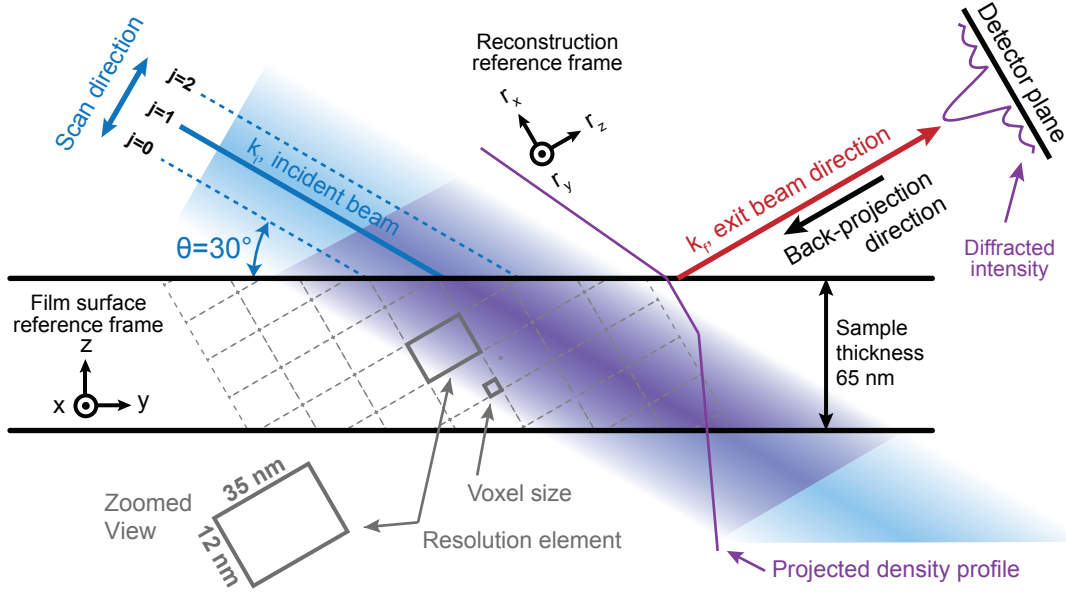 Scan direction
j=2
j=1
j=0
kᵢ, incident beam
θ=30°
Reconstruction
reference frame
rₓ
r_z
r_y
k_f, exit beam direction
Back-projection
direction
Detector plane
Diffracted
intensity
Film surface
reference frame
z
x
y
Sample
thickness
65 nm
Zoomed
View
35 nm
12 nm
Voxel size
Resolution element
Projected density profile